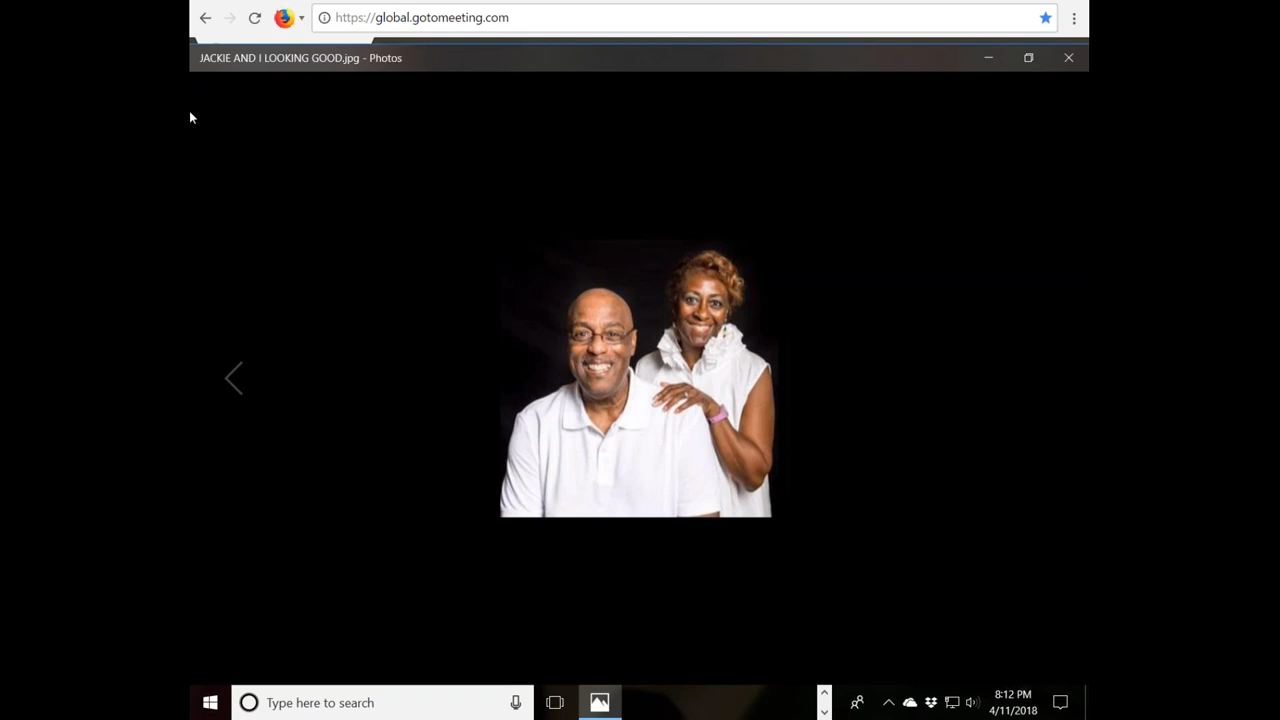 https://global.gotomeeting.com
JACKIE AND I LOOKING GOOD.jpg - Photos
Type here to search
8:12 PM
4/11/2018